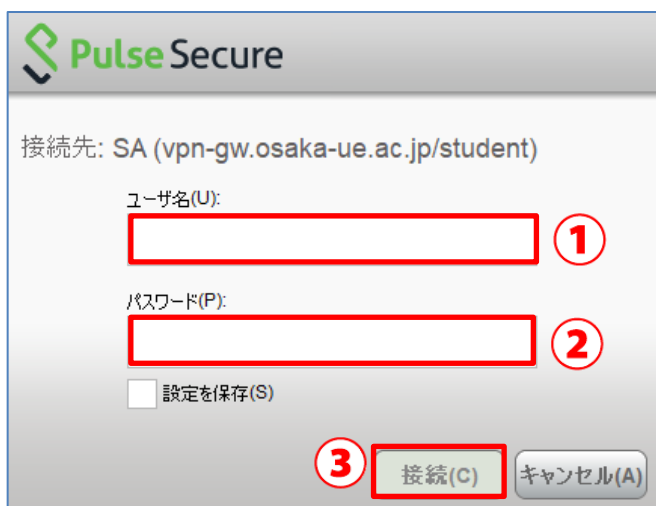 Pulse Secure
接続先: SA (vpn-gw.osaka-ue.ac.jp/student)
ユーザ名(U):
①
パスワード(P):
②
設定を保存(S)
③ 接続(C) キャンセル(A)